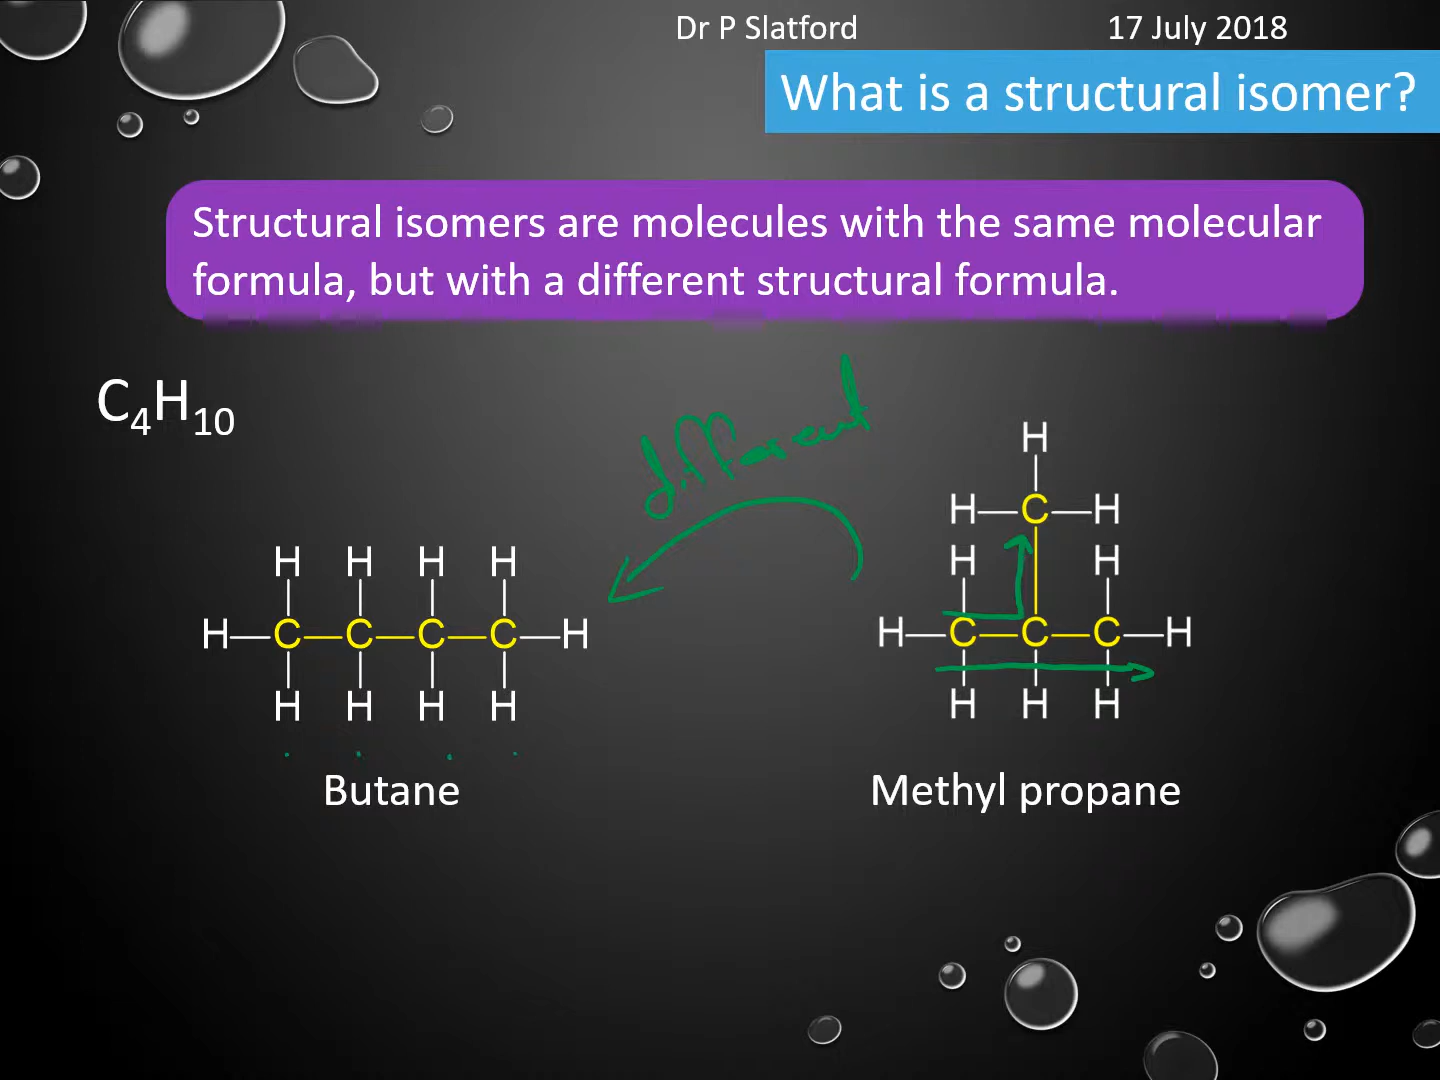 Dr P Slatford 17 July 2018
What is a structural isomer?
Structural isomers are molecules with the same molecular
formula, but with a different structural formula.
C₄H₁₀
different
H
H—C—H
H H H H H H
H—C—C—C—C—H H—C—C—C—H
H H H H H H H
Butane Methyl propane